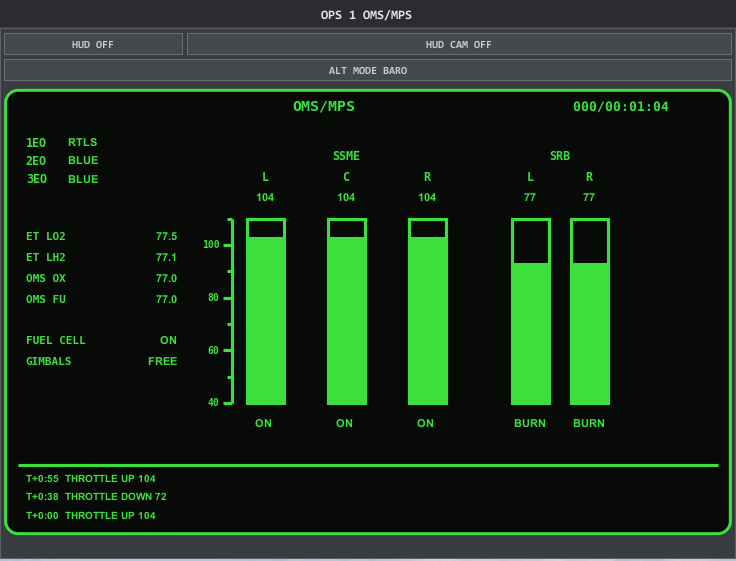 OPS 1 OMS/MPS
HUD OFF HUD CAM OFF
ALT MODE BARO
OMS/MPS 000/00:01:04
1EO RTLS
2EO BLUE
3EO BLUE
SSME SRB
L C R L R
104 104 104 77 77
ET LO2 77.5
ET LH2 77.1
OMS OX 77.0
OMS FU 77.0
FUEL CELL ON
GIMBALS FREE
100
80
60
40
ON ON ON BURN BURN
T+0:55 THROTTLE UP 104
T+0:38 THROTTLE DOWN 72
T+0:00 THROTTLE UP 104